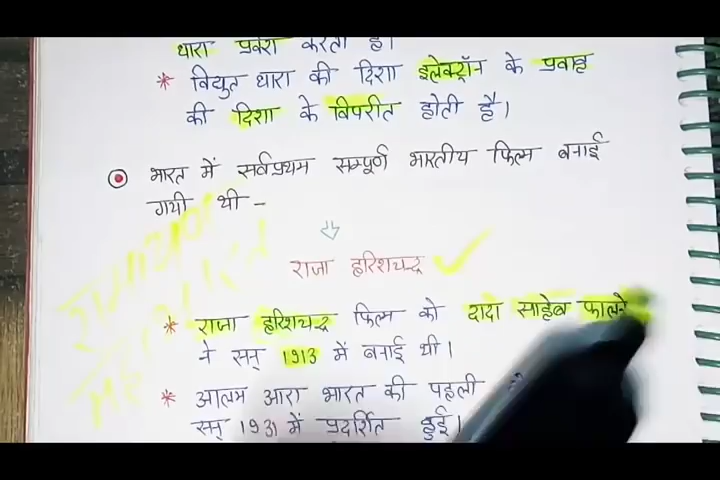 धारा प्रवेश करता है।
* विद्युत धारा की दिशा इलेक्ट्रॉन के प्रवाह
की दिशा के विपरीत होती है।
भारत में सर्वप्रथम सम्पूर्ण भारतीय फिल्म बनाई
गयी थी -
राजा हरिशचन्द्र
* राजा हरिशचन्द्र फिल्म को दादा साहेब फालके
ने सन् 1913 में बनाई थी।
* आलम आरा भारत की पहली
सन् 1931 में प्रदर्शित हुई।